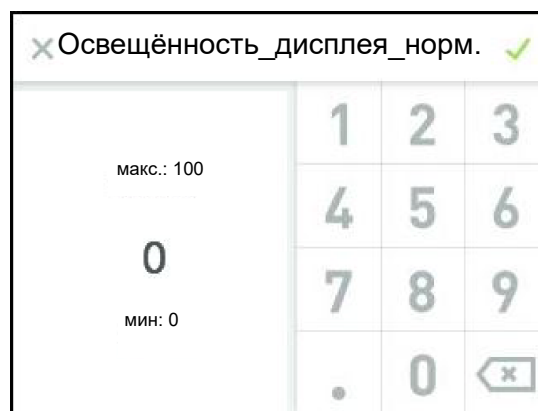 Освещённость_дисплея_норм.
макс.: 100
0
мин: 0
1 2 3
4 5 6
7 8 9
. 0